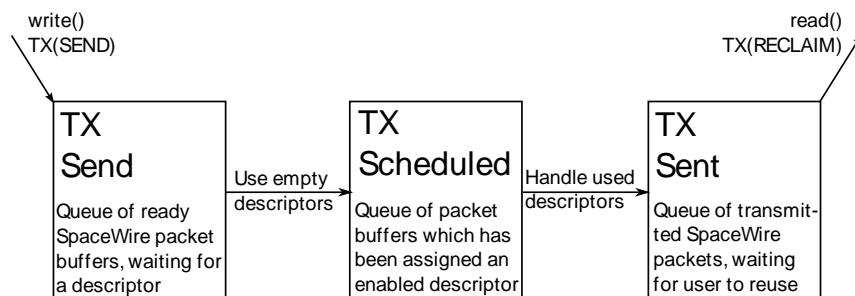 write()
TX(SEND)
read()
TX(RECLAIM)
TX
Send
Queue of ready
SpaceWire packet
buffers, waiting for
a descriptor
Use empty
descriptors
TX
Scheduled
Queue of packet
buffers which has
been assigned an
enabled descriptor
Handle used
descriptors
TX
Sent
Queue of transmit-
ted SpaceWire
packets, waiting
for user to reuse